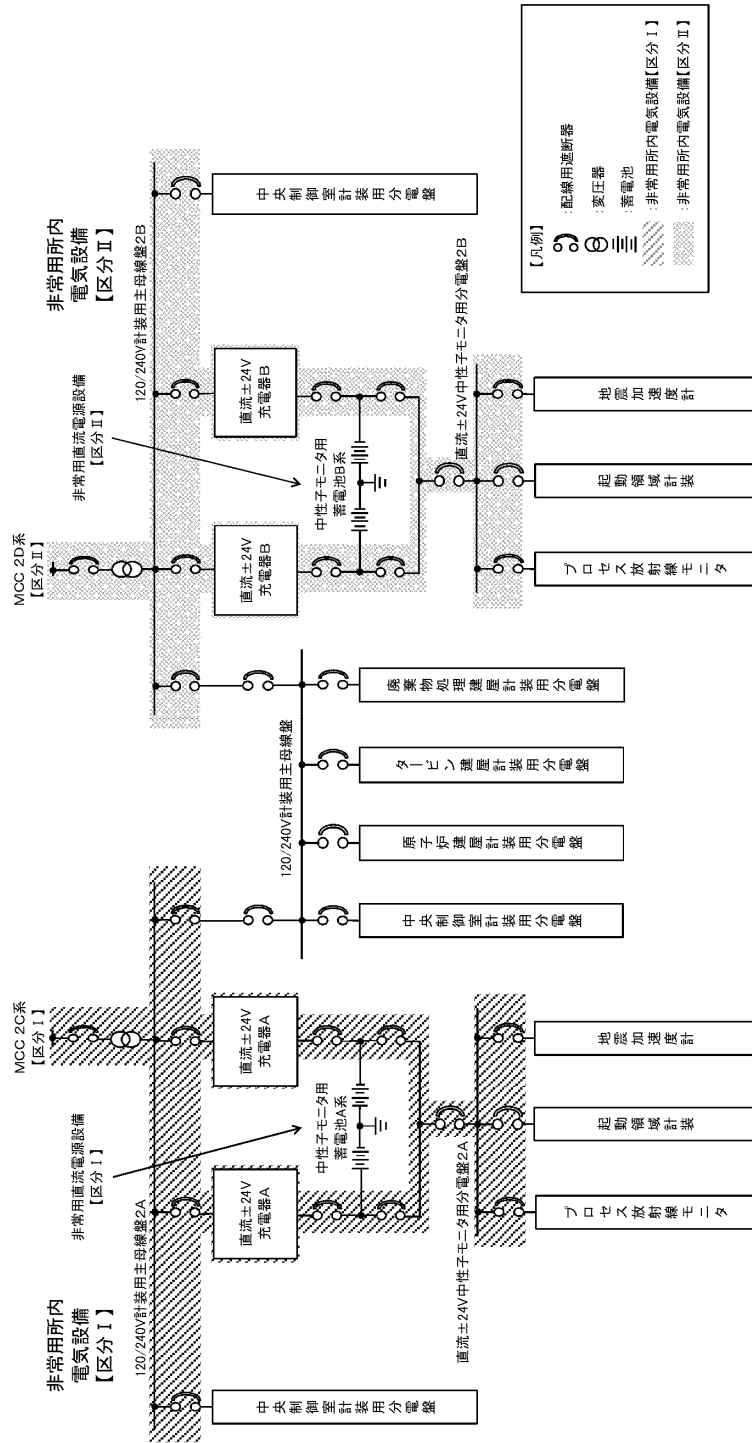 非常用所内
電気設備
【区分Ⅰ】
MCC 2C系
【区分Ⅰ】
非常用直流電源設備
【区分Ⅰ】
120/240V計装用主母線盤2A
直流±24V
充電器A
直流±24V
充電器A
中性子モニタ用
蓄電池A系
直流±24V中性子モニタ用分電盤2A
中央制御室計装用分電盤
プロセス放射線モニタ
起動領域計装
地震加速度計
120/240V計装用主母線盤
中央制御室計装用分電盤
原子炉建屋計装用分電盤
タービン建屋計装用分電盤
廃棄物処理建屋計装用分電盤
MCC 2D系
【区分Ⅱ】
非常用直流電源設備
【区分Ⅱ】
非常用所内
電気設備
【区分Ⅱ】
120/240V計装用主母線盤2B
直流±24V
充電器B
直流±24V
充電器B
中性子モニタ用
蓄電池B系
直流±24V中性子モニタ用分電盤2B
中央制御室計装用分電盤
プロセス放射線モニタ
起動領域計装
地震加速度計
【凡例】
:配線用遮断器
:変圧器
:蓄電池
:非常用所内電気設備【区分Ⅰ】
:非常用所内電気設備【区分Ⅱ】